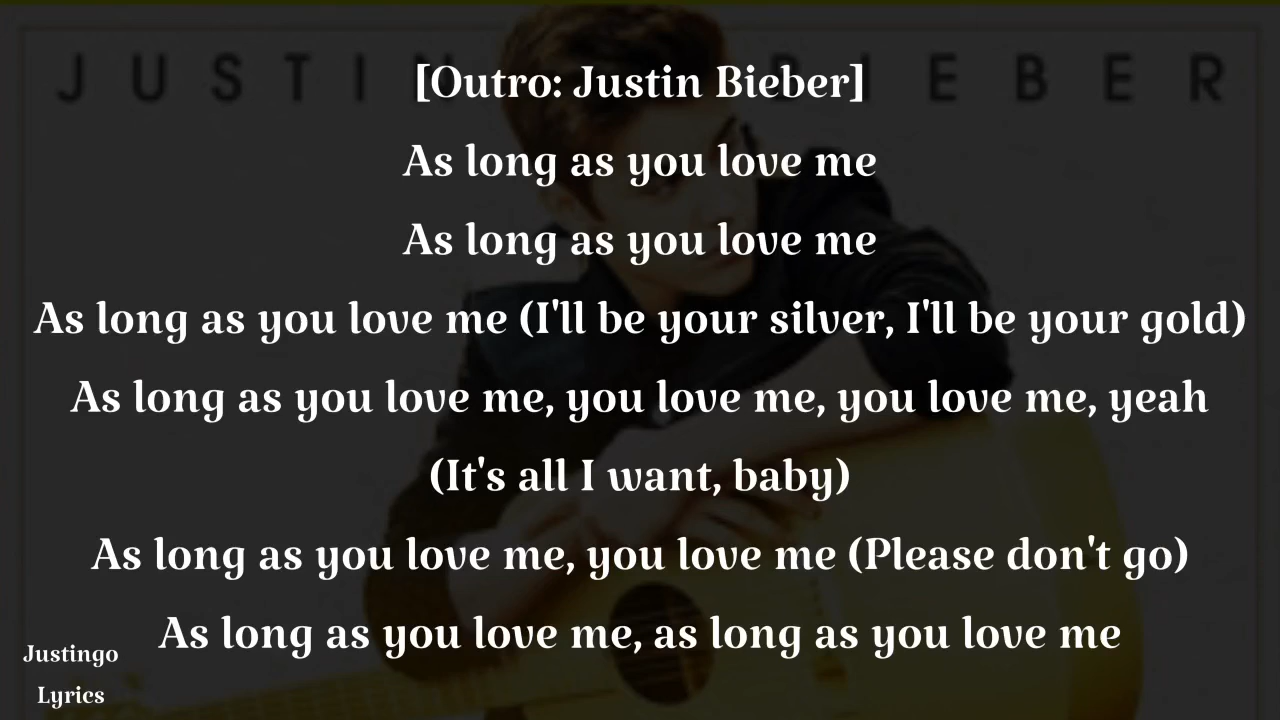 JUSTIN BIEBER
[Outro: Justin Bieber]
As long as you love me
As long as you love me
As long as you love me (I'll be your silver, I'll be your gold)
As long as you love me, you love me, you love me, yeah
(It's all I want, baby)
As long as you love me, you love me (Please don't go)
As long as you love me, as long as you love me
Justingo
Lyrics